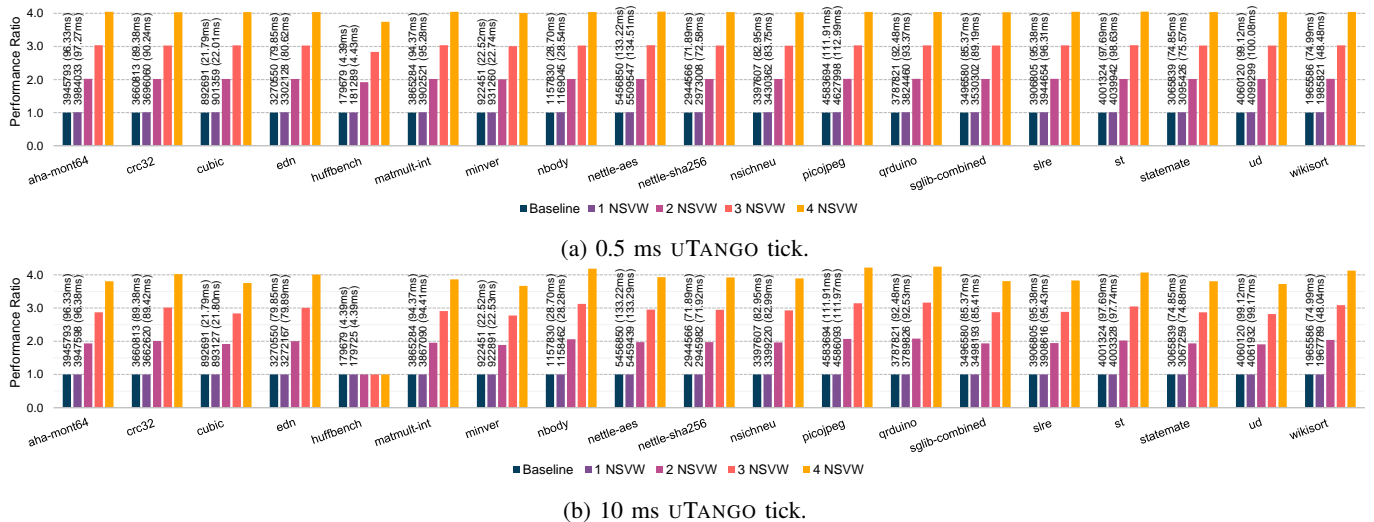 4.0
3.0
2.0
1.0
0.0
Performance Ratio
3945793 (96.33ms)
3984033 (97.27ms)
3660813 (89.38ms)
3696060 (90.24ms)
892691 (21.79ms)
901359 (22.01ms)
3270550 (79.85ms)
3302128 (80.62ms)
179679 (4.39ms)
181289 (4.43ms)
3865284 (94.37ms)
3902521 (95.28ms)
922451 (22.52ms)
931260 (22.74ms)
1157830 (28.70ms)
1169045 (28.54ms)
5456850 (133.22ms)
5509547 (134.511ms)
2944566 (71.89ms)
2973008 (72.58ms)
3397607 (82.95ms)
3430362 (83.75ms)
4583694 (111.91ms)
4627998 (112.99ms)
3787821 (92.48ms)
3824460 (93.37ms)
3496580 (85.37ms)
3530302 (89.19ms)
3906805 (95.38ms)
3944654 (96.31ms)
4001324 (97.69ms)
4039942 (98.63ms)
3065839 (74.85ms)
3095426 (75.57ms)
4060120 (99.12ms)
4099299 (100.08ms)
1965586 (74.99ms)
1985821 (48.48ms)
aha-mont64
crc32
cubic
edn
huffbench
matmult-int
minver
nbody
nettle-aes
nettle-sha256
nsichneu
picojpeg
qrduino
sglib-combined
slre
st
statemate
ud
wikisort
Baseline 1 NSVW 2 NSVW 3 NSVW 4 NSVW
(a) 0.5 ms UTANGO tick.
4.0
3.0
2.0
1.0
0.0
Performance Ratio
3945793 (96.33ms)
3947598 (96.38ms)
3660813 (89.38ms)
3662620 (89.42ms)
892691 (21.79ms)
893127 (21.80ms)
3270550 (79.85ms)
3272167 (79.89ms)
179679 (4.39ms)
179725 (4.39ms)
3865284 (94.37ms)
3867090 (94.41ms)
922451 (22.52ms)
922891 (22.53ms)
1157830 (28.70ms)
1158462 (28.28ms)
5456850 (133.22ms)
5459439 (133.29ms)
2944566 (71.89ms)
2945982 (71.92ms)
3397607 (82.95ms)
3399220 (82.99ms)
4583694 (111.91ms)
4586093 (111.97ms)
3787821 (92.48ms)
3789826 (92.53ms)
3496580 (85.37ms)
3498193 (85.41ms)
3906805 (95.38ms)
3908616 (95.43ms)
4001324 (97.69ms)
4003328 (97.74ms)
3065839 (74.85ms)
3067259 (74.88ms)
4060120 (99.12ms)
4061932 (99.17ms)
1965586 (74.99ms)
1967789 (48.04ms)
aha-mont64
crc32
cubic
edn
huffbench
matmult-int
minver
nbody
nettle-aes
nettle-sha256
nsichneu
picojpeg
qrduino
sglib-combined
slre
st
statemate
ud
wikisort
Baseline 1 NSVW 2 NSVW 3 NSVW 4 NSVW
(b) 10 ms UTANGO tick.